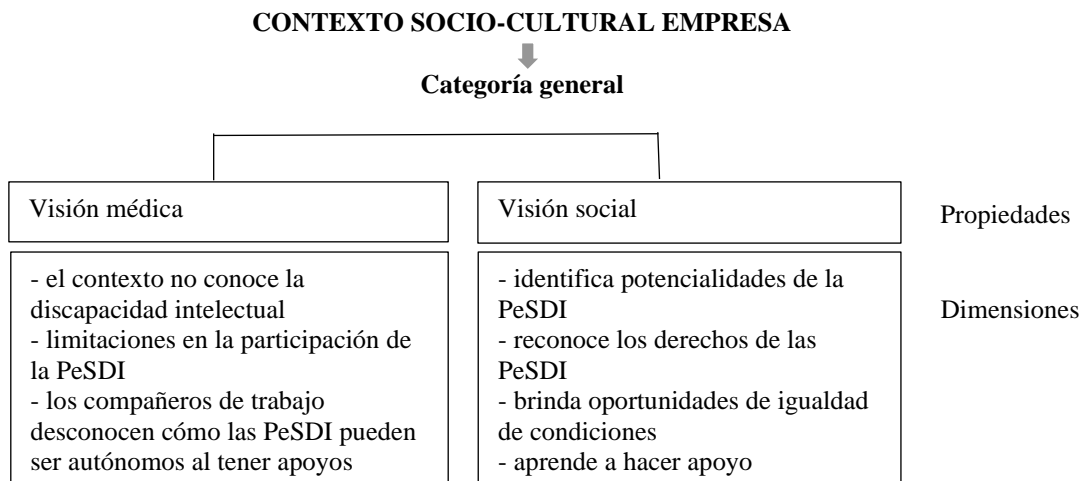 CONTEXTO SOCIO-CULTURAL EMPRESA
Categoría general
Visión médica
Visión social
Propiedades
- el contexto no conoce la
discapacidad intelectual
- limitaciones en la participación de
la PeSDI
- los compañeros de trabajo
desconocen cómo las PeSDI pueden
ser autónomos al tener apoyos
- identifica potencialidades de la
PeSDI
- reconoce los derechos de las
PeSDI
- brinda oportunidades de igualdad
de condiciones
- aprende a hacer apoyo
Dimensiones